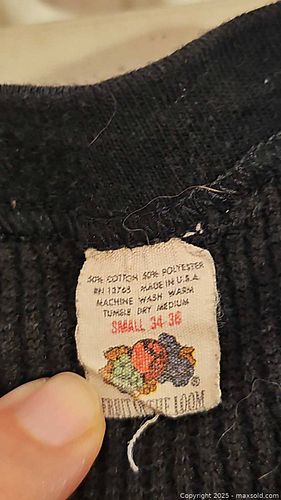 50% COTTON 50% POLYESTER
RN 13765 MADE IN U.S.A.
MACHINE WASH WARM
TUMBLE DRY MEDIUM
SMALL 34-36
®
FRUIT OF THE LOOM
Copyright 2025 - maxsold.com